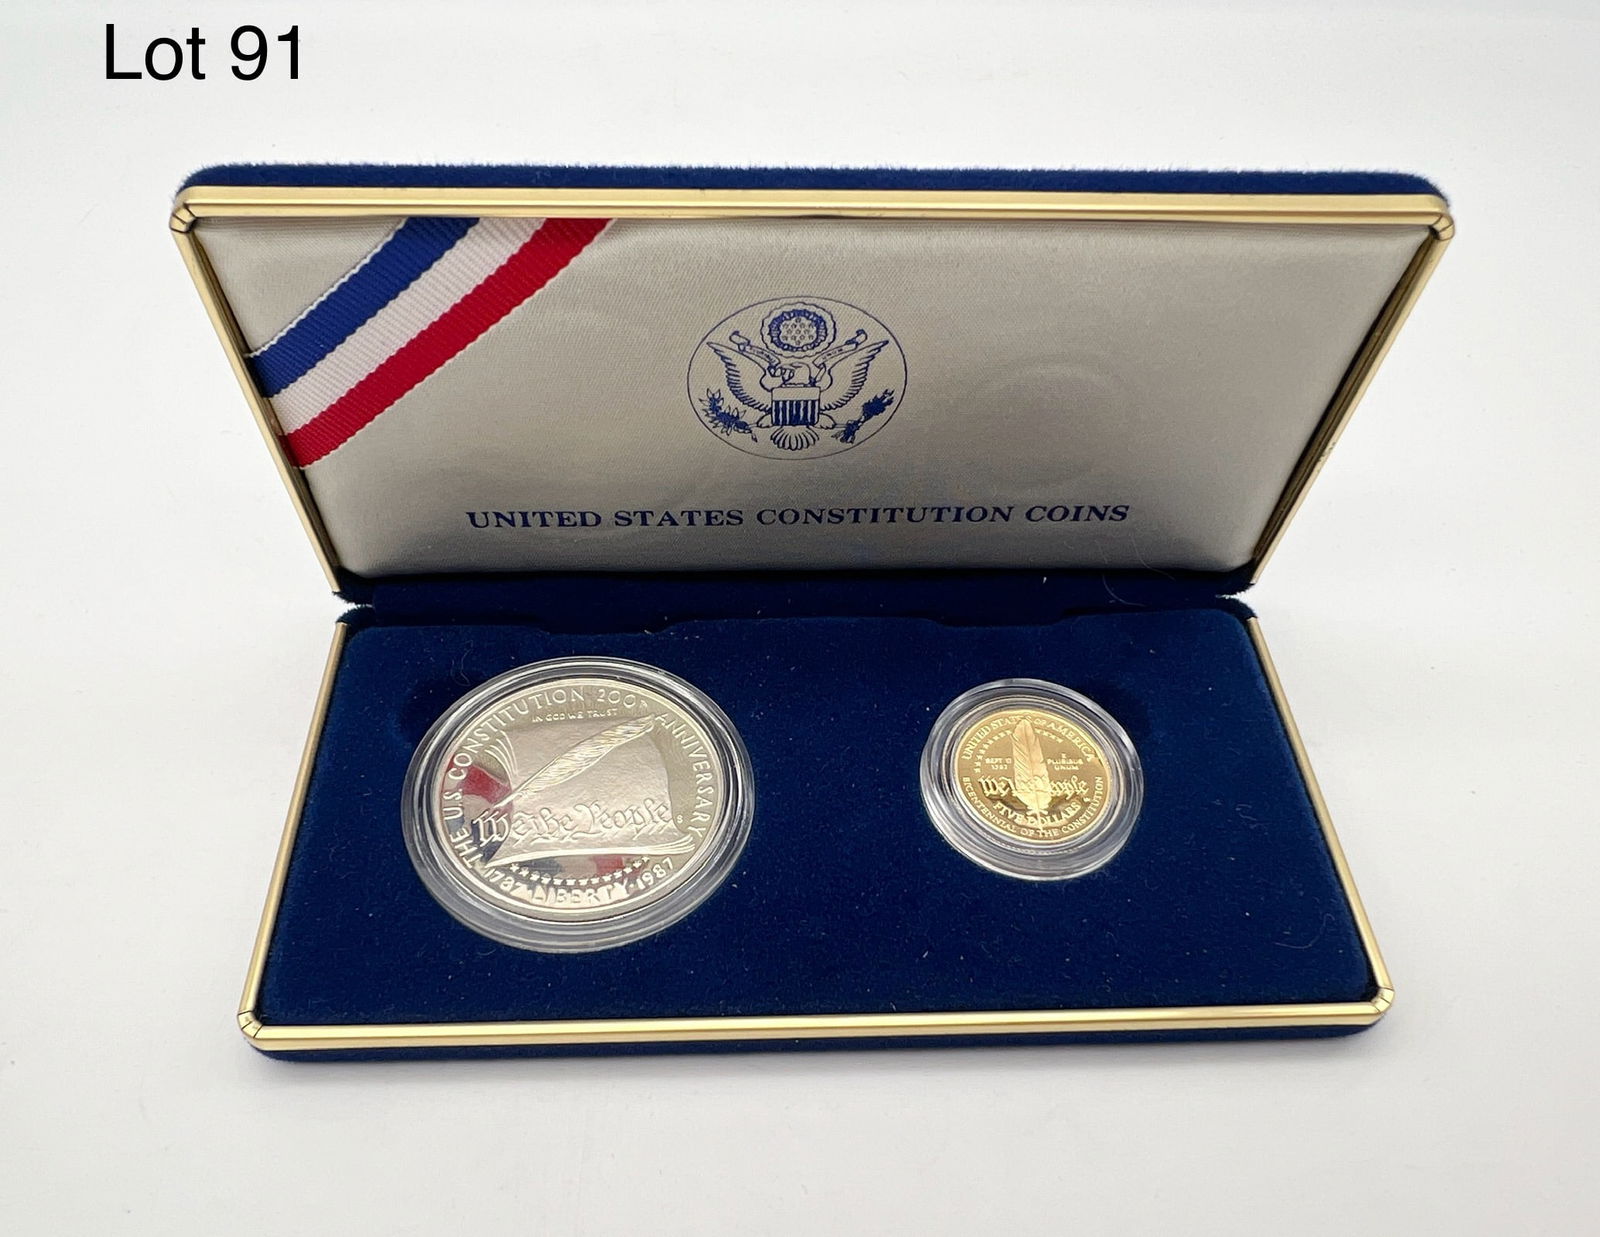 Lot 91
UNITED STATES CONSTITUTION COINS
THE U.S. CONSTITUTION 200TH ANNIVERSARY
IN GOD WE TRUST
We the People
S
1787 LIBERTY 1987
UNITED STATES OF AMERICA
SEPT 17
1787
E
PLURIBUS
UNUM
We the People
FIVE DOLLARS
BICENTENNIAL OF THE CONSTITUTION